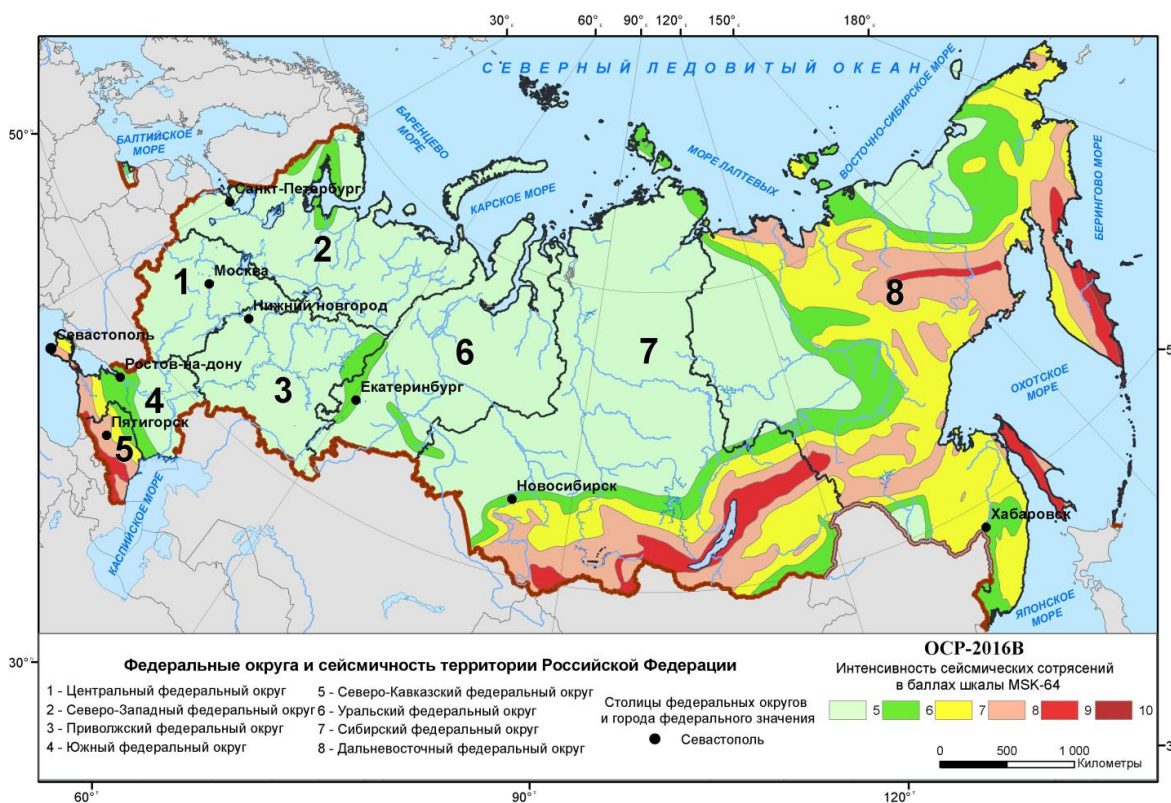 30° 60° 90° 120° 150° 180°
СЕВЕРНЫЙ ЛЕДОВИТЫЙ ОКЕАН
50°
БАЛТИЙСКОЕ
МОРЕ
БАРЕНЦЕВО
МОРЕ
КАРСКОЕ МОРЕ
МОРЕ ЛАПТЕВЫХ
ВОСТОЧНО-СИБИРСКОЕ МОРЕ
БЕРИНГОВО МОРЕ
Санкт-Петербург
2
1
Москва
Нижний новгород
8
Севастополь
Ростов-на-дону
6
7
3
Екатеринбург
4
ОХОТСКОЕ
МОРЕ
Пятигорск
5
Новосибирск
Хабаровск
КАСПИЙСКОЕ МОРЕ
ЯПОНСКОЕ
МОРЕ
30°
Федеральные округа и сейсмичность территории Российской Федерации
1 - Центральный федеральный округ
2 - Северо-Западный федеральный округ
3 - Приволжский федеральный округ
4 - Южный федеральный округ
5 - Северо-Кавказский федеральный округ
6 - Уральский федеральный округ
7 - Сибирский федеральный округ
8 - Дальневосточный федеральный округ
Столицы федеральных округов
и города федерального значения
Севастополь
ОСР-2016В
Интенсивность сейсмических сотрясений
в баллах шкалы MSK-64
5 6 7 8 9 10
0 500 1 000
Километры
60° 90° 120°